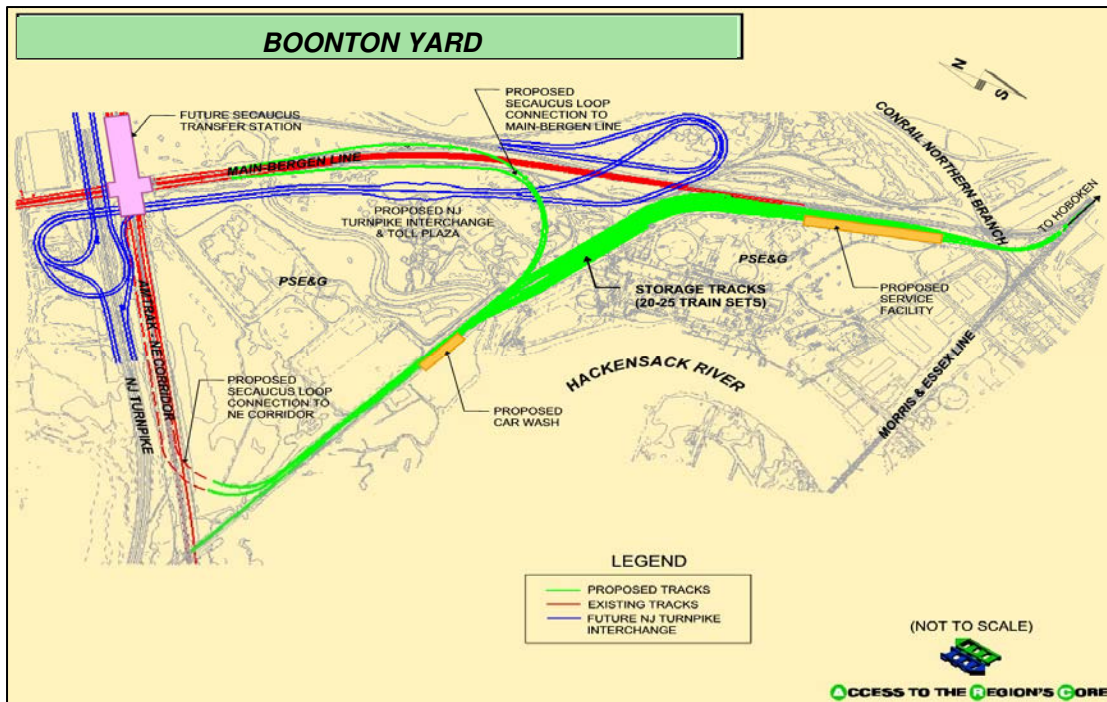 BOONTON YARD
N
S
FUTURE SECAUCUS
TRANSFER STATION
PROPOSED
SECAUCUS LOOP
CONNECTION TO
MAIN-BERGEN LINE
CONRAIL NORTHERN BRANCH
MAIN-BERGEN LINE
TO HOBOKEN
PROPOSED NJ
TURNPIKE INTERCHANGE
& TOLL PLAZA
PSE&G
PSE&G
STORAGE TRACKS
(20-25 TRAIN SETS)
PROPOSED
SERVICE
FACILITY
AMTRAK - NE CORRIDOR
NJ TURNPIKE
PROPOSED
SECAUCUS LOOP
CONNECTION TO
NE CORRIDOR
PROPOSED
CAR WASH
HACKENSACK RIVER
MORRIS & ESSEX LINE
LEGEND
PROPOSED TRACKS
EXISTING TRACKS
FUTURE NJ TURNPIKE
INTERCHANGE
(NOT TO SCALE)
ACCESS TO THE REGION'S CORE